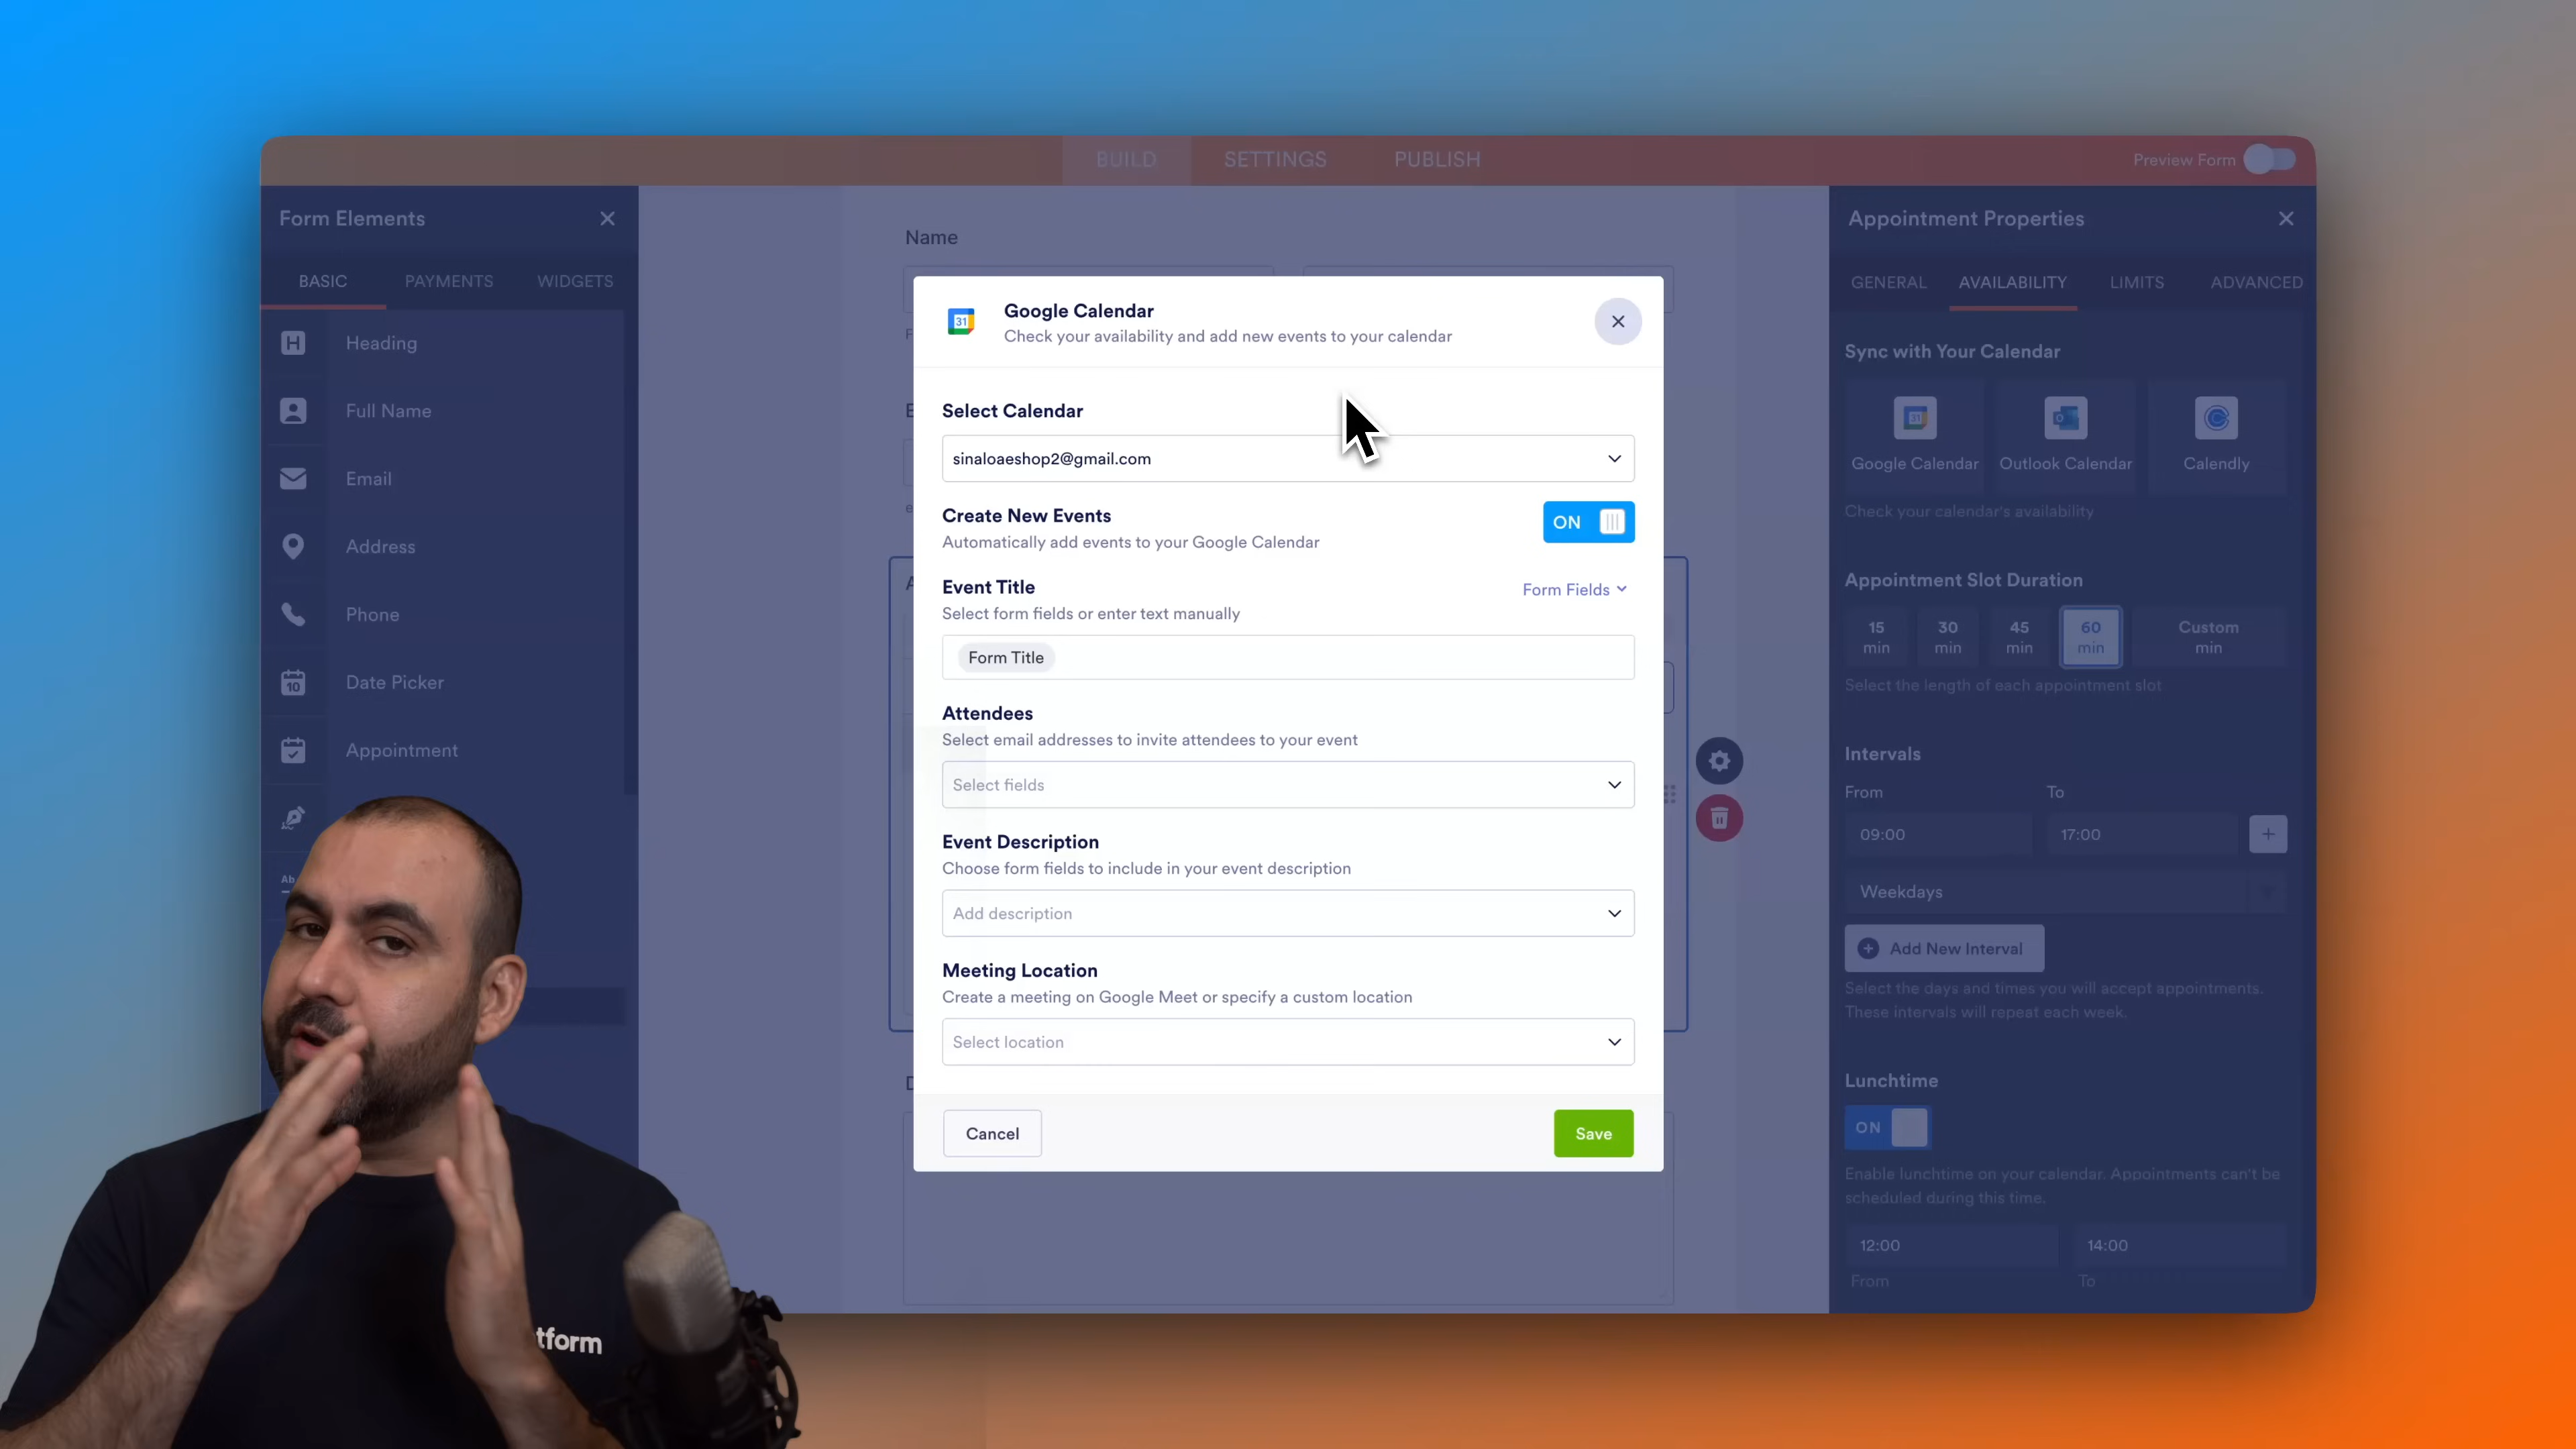 BUILD
SETTINGS
PUBLISH
Preview Form
Form Elements
BASIC
PAYMENTS
WIDGETS
H
Heading
Full Name
Email
Address
Phone
10
Date Picker
Appointment
Ab
Name
31
Google Calendar
Check your availability and add new events to your calendar
Select Calendar
sinaloaeshop2@gmail.com
Create New Events
Automatically add events to your Google Calendar
ON
Event Title
Form Fields
Select form fields or enter text manually
Form Title
Attendees
Select email addresses to invite attendees to your event
Select fields
Event Description
Choose form fields to include in your event description
Add description
Meeting Location
Create a meeting on Google Meet or specify a custom location
Select location
Cancel
Save
Appointment Properties
GENERAL
AVAILABILITY
LIMITS
ADVANCED
Sync with Your Calendar
31
Google Calendar
Outlook Calendar
Calendly
Check your calendar's availability
Appointment Slot Duration
15 min
30 min
45 min
60 min
Custom min
Select the length of each appointment slot
Intervals
From
To
09:00
17:00
Weekdays
Add New Interval
Select the days and times you will accept appointments.
These intervals will repeat each week.
Lunchtime
ON
Enable lunchtime on your calendar. Appointments can't be
scheduled during this time.
12:00
14:00
From
To
tform